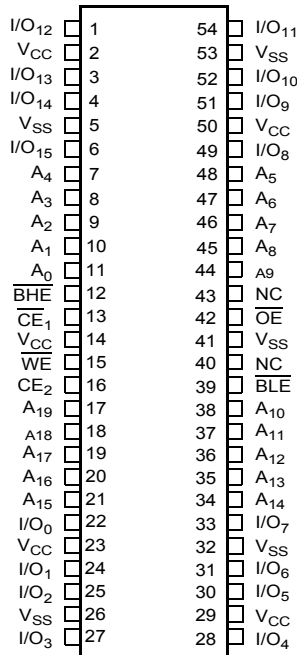 I/O12 1 54 I/O11
VCC 2 53 VSS
I/O13 3 52 I/O10
I/O14 4 51 I/O9
VSS 5 50 VCC
I/O15 6 49 I/O8
A4 7 48 A5
A3 8 47 A6
A2 9 46 A7
A1 10 45 A8
A0 11 44 A9
B̅H̅E̅ 12 43 NC
C̅E̅1 13 42 O̅E̅
VCC 14 41 VSS
W̅E̅ 15 40 NC
CE2 16 39 B̅L̅E̅
A19 17 38 A10
A18 18 37 A11
A17 19 36 A12
A16 20 35 A13
A15 21 34 A14
I/O0 22 33 I/O7
VCC 23 32 VSS
I/O1 24 31 I/O6
I/O2 25 30 I/O5
VSS 26 29 VCC
I/O3 27 28 I/O4